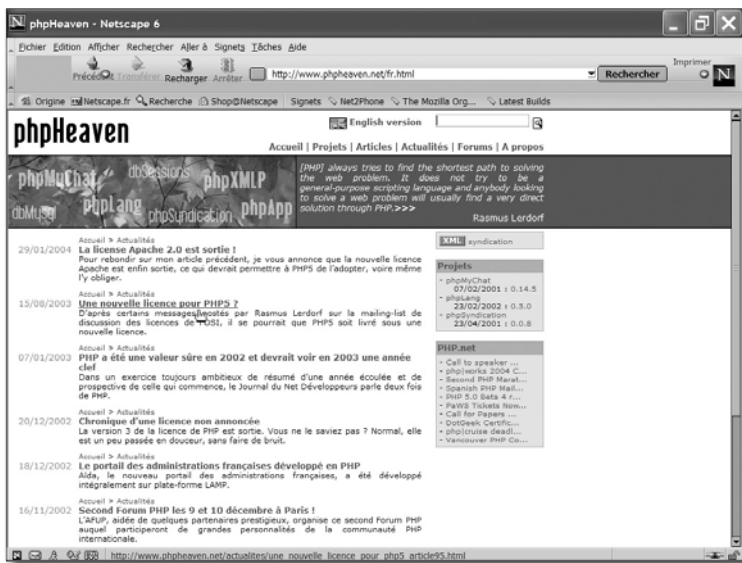 phpHeaven - Netscape 6
Fichier Edition Afficher Rechercher Aller à Signets Tâches Aide
Précédent Transférer Recharger Arrêter http://www.phpheaven.net/fr.html Rechercher Imprimer
Origine Netscape.fr Recherche Shop@Netscape Signets Net2Phone The Mozilla Org... Latest Builds
phpHeaven
English version
Accueil | Projets | Articles | Actualités | Forums | A propos
phpMyChat dbSessions phpXMLP
dbMySql phpLang phpSyndication phpApp
[PHP] always tries to find the
shortest path to solving
the web problem. It does not try to be a
general-purpose scripting language and anybody looking
to solve a web problem will usually find a very direct
solution through PHP.>>>
Rasmus Lerdorf
Accueil > Actualités
29/01/2004 La license Apache 2.0 est sortie !
Pour rebondir sur mon article précédent, je vous annonce que la nouvelle licence
Apache est enfin sortie, ce qui devrait permettre à PHP5 de l'adopter, voire même
l'y obliger.
Accueil > Actualités
15/08/2003 Une nouvelle licence pour PHP5 ?
D'après certains messages postés par Rasmus Lerdorf sur la mailing-list de
discussion des licences de l'OSI, il se pourrait que PHP5 soit livré sous une
nouvelle licence.
Accueil > Actualités
07/01/2003 PHP a été une valeur sûre en 2002 et devrait voir en 2003 une année
clef
Dans un exercice toujours ambitieux de résumé d'une année écoulée et de
prospective de celle qui commence, le Journal du Net Développeurs parle deux fois
de PHP.
Accueil > Actualités
20/12/2002 Chronique d'une licence non annoncée
La version 3 de la licence de PHP est sortie. Vous ne le saviez pas ? Normal, elle
est un peu passée en douceur, sans faire de bruit.
Accueil > Actualités
18/12/2002 Le portail des administrations françaises développé en PHP
Aïda, le nouveau portail des administrations françaises, a été développé
intégralement sur plate-forme LAMP.
Accueil > Actualités
16/11/2002 Second Forum PHP les 9 et 10 décembre à Paris !
L'AFUP, aidée de quelques partenaires prestigieux, organise ce second Forum PHP
auquel participeront de grandes personnalités de la communauté PHP
internationale.
XML syndication
Projets
- phpMyChat
07/02/2001 : 0.14.5
- phpLang
23/02/2002 : 0.5.0
- phpSyndication
23/04/2001 : 0.0.8
PHP.net
- Call to speaker ...
- php|works 2004 C...
- Second PHP Marat...
- Spanish PHP Mail...
- PHP 5.0 Beta 4 r...
- PaWS Tickets Now...
- Call for Papers ...
- DotGeek Certific...
- php|cruise deadl...
- Vancouver PHP Co...
http://www.phpheaven.net/actualites/une_nouvelle_licence_pour_php5_article95.html